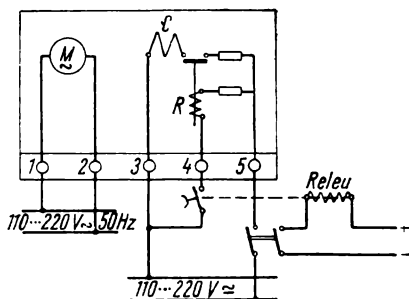 C
M
~
R
1 2 3 4 5
Releu
110...220 V~ 50Hz
+
−
110...220 V ≃